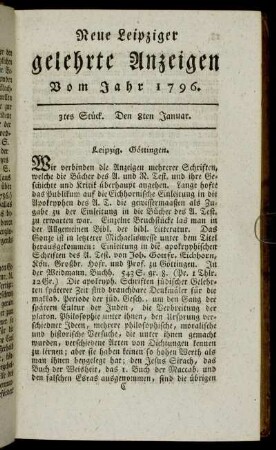 Neue Leipziger
gelehrte Anzeigen
Vom Jahr 1796.
3tes Stück. Den 8ten Januar.
Leipzig. Göttingen.
Wir verbinden die Anzeigen mehrerer Schriften,
welche die Bücher des A. und N. Test. und ihre Ge-
schichte und Kritik überhaupt angehen. Lange hofte
das Publikum auf die Eichhornische Einleitung in die
Apokryphen des A. T. die gewissermaaßen als Zu-
gabe zu der Einleitung in die Bücher des A. Test.
zu erwarten war. Einzelne Bruchstücke las man in
der Allgemeinen Bibl. der bibl. Litteratur. Das
Ganze ist in letzterer Michaelismesse unter dem Titel
herausgekommen: Einleitung in die apokryphischen
Schriften des A. Test. von Joh. Gottfr. Eichhorn,
Kön. Großbr. Hofr. und Prof. zu Göttingen. In
der Weidmann. Buchh. 542 S. gr. 8. (Pr. 1 Thlr.
12Gr.) Die apokryph. Schriften jüdischer Gelehr-
ten späterer Zeit sind brauchbare Denkmäler für die
makkab. Periode der jüd. Gesch., um den Gang der
späteren Cultur der Juden, die Verbreitung der
platon. Philosophie unter ihnen, den Ursprung ver-
schiedener Ideen, mehrere philosophische, moralische
und historische Versuche, die unter ihnen gemacht
wurden, verschiedene Arten von Dichtungen kennen
zu lernen; aber sie haben keinen so hohen Werth als
man ihnen beygelegt hat; den Jesus Sirach, das
Buch der Weisheit, das 1. Buch der Maccab. und
den falschen Esras ausgenommen, sind die übrigen
C